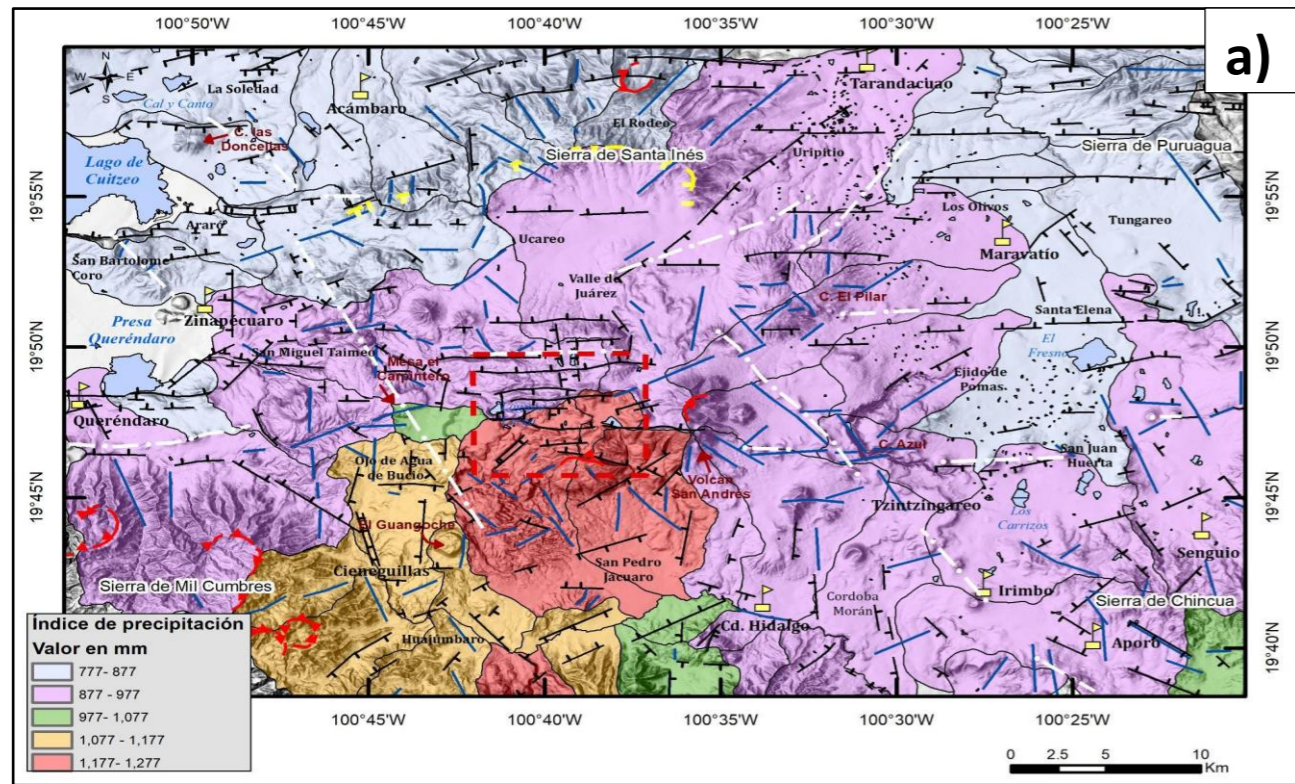 a)
100°50'W
100°45'W
100°40'W
100°35'W
100°30'W
100°25'W
19°55'N
19°50'N
19°45'N
19°40'N
N
W
E
S
La Soledad
Cal y Canto
Acámbaro
C. las
Doncellas
El Rodeo
Tarandacuao
Lago de
Cuitzeo
Sierra de Santa Inés
Uripitio
Sierra de Puruagua
Araró
Ucareo
Los Olivos
Tungareo
San Bartolome
Coro
Maravatío
Valle de
Juárez
C. El Pilar
Zinapécuaro
Santa Elena
Presa
Queréndaro
San Miguel Taimeo
Mesa el
Carpintero
El
Fresno
Ejido de
Pomas
Queréndaro
C. Azul
San Juan
Huerta
Ojo de Agua
de Bucio
Volcán
San Andrés
Tzintzingareo
El Guangoche
Los
Carrizos
Cieneguillas
San Pedro
Jácuaro
Senguio
Sierra de Mil Cumbres
Cordoba
Morán
Irimbo
Sierra de Chincua
Huajúmbaro
Cd. Hidalgo
Aporo
Índice de precipitación
Valor en mm
777- 877
877 - 977
977- 1,077
1,077 - 1,177
1,177- 1,277
100°45'W
100°40'W
100°35'W
100°30'W
100°25'W
19°55'N
19°50'N
19°45'N
19°40'N
0 2.5 5 10
Km